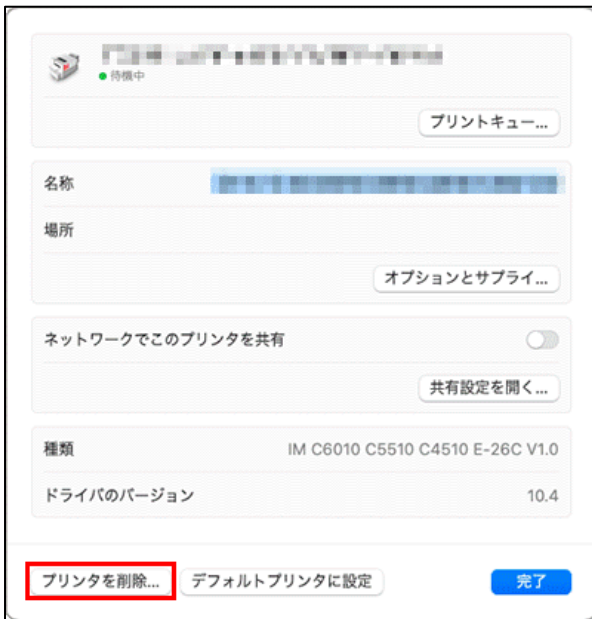 待機中
プリントキュー...
名称
場所
オプションとサプライ...
ネットワークでこのプリンタを共有
共有設定を開く...
種類 IM C6010 C5510 C4510 E-26C V1.0
ドライバのバージョン 10.4
プリンタを削除... デフォルトプリンタに設定 完了